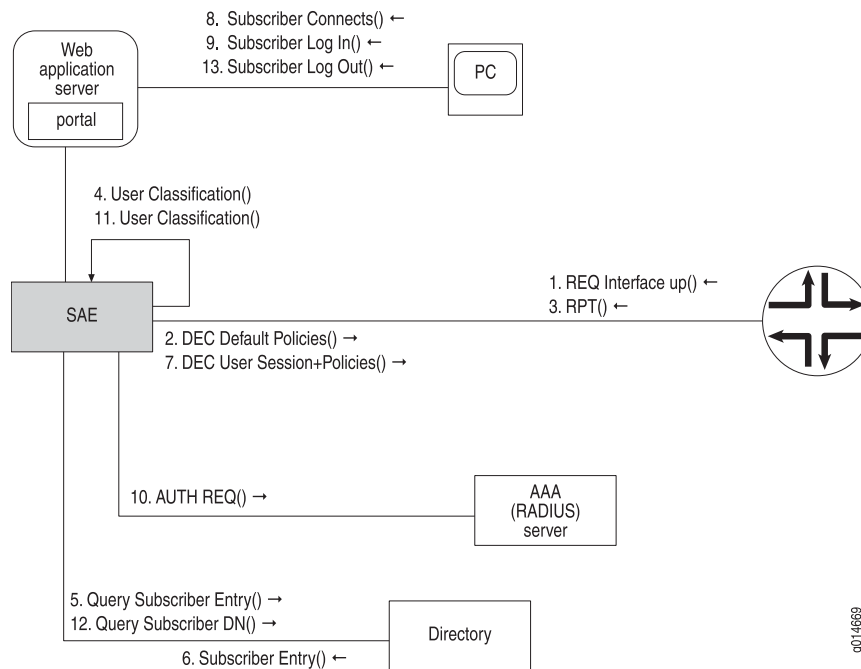 8. Subscriber Connects() ←
9. Subscriber Log In() ←
13. Subscriber Log Out() ←
Web
application
server
portal
PC
4. User Classification()
11. User Classification()
SAE
1. REQ Interface up() ←
3. RPT() ←
2. DEC Default Policies() →
7. DEC User Session+Policies() →
10. AUTH REQ() →
AAA
(RADIUS)
server
5. Query Subscriber Entry() →
12. Query Subscriber DN() →
6. Subscriber Entry() ←
Directory
g014669